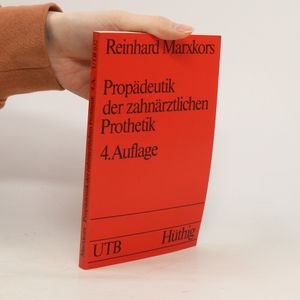 Reinhard Marxkors
Propädeutik
der zahnärztlichen
Prothetik
4. Auflage
UTB
Hüthig